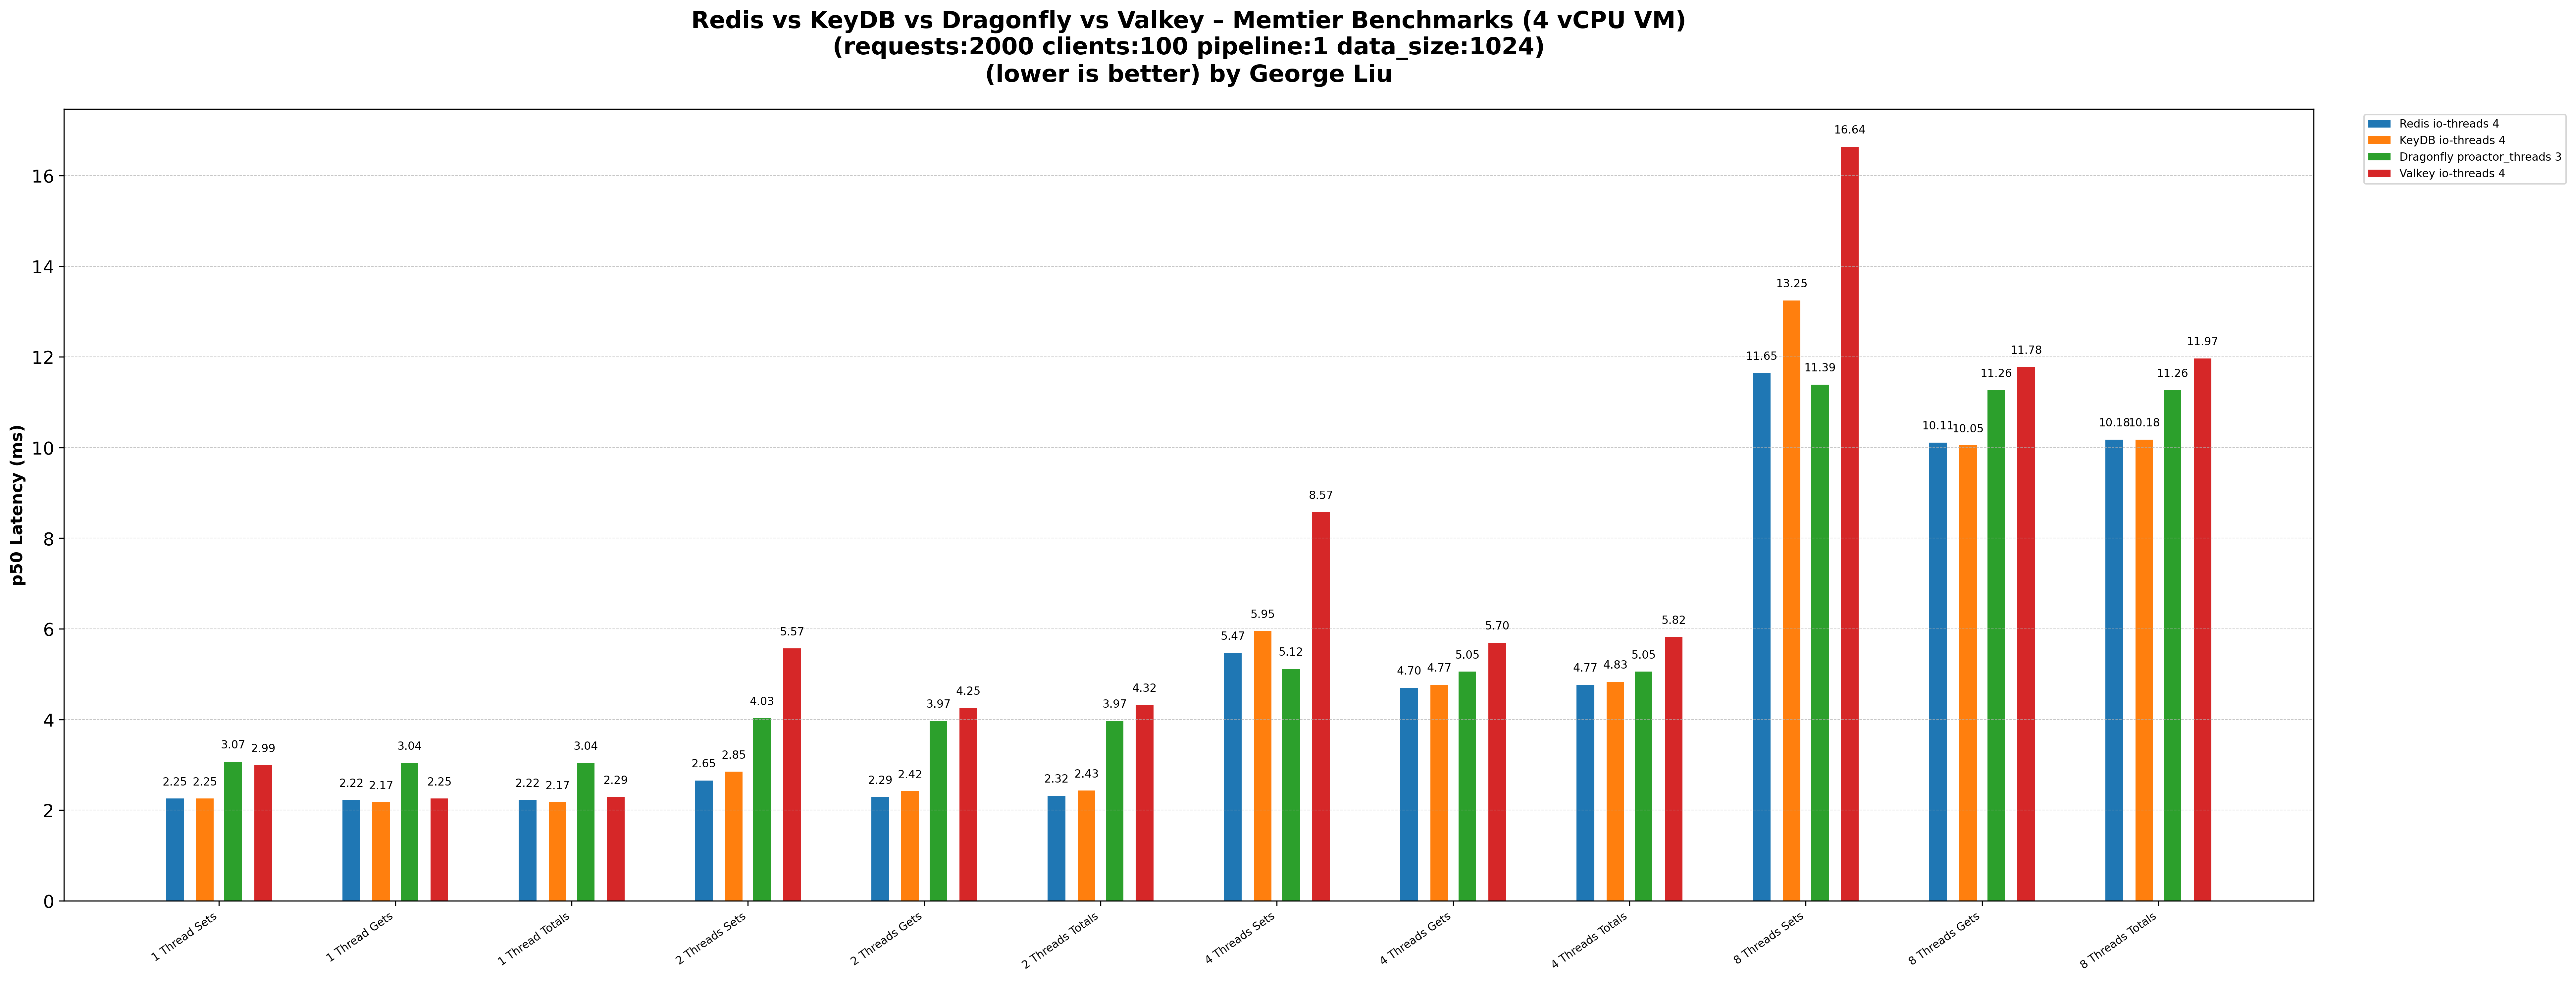 Redis vs KeyDB vs Dragonfly vs Valkey – Memtier Benchmarks (4 vCPU VM)
(requests:2000 clients:100 pipeline:1 data_size:1024)
(lower is better) by George Liu
Redis io-threads 4
KeyDB io-threads 4
Dragonfly proactor_threads 3
Valkey io-threads 4
p50 Latency (ms)
16
14
12
10
8
6
4
2
0
2.25 2.25 3.07 2.99
2.22 2.17 3.04 2.25
2.22 2.17 3.04 2.29
2.65 2.85 4.03 5.57
2.29 2.42 3.97 4.25
2.32 2.43 3.97 4.32
5.47 5.95 5.12 8.57
4.70 4.77 5.05 5.70
4.77 4.83 5.05 5.82
11.65 13.25 11.39 16.64
10.11 10.05 11.26 11.78
10.18 10.18 11.26 11.97
1 Thread Sets
1 Thread Gets
1 Thread Totals
2 Threads Sets
2 Threads Gets
2 Threads Totals
4 Threads Sets
4 Threads Gets
4 Threads Totals
8 Threads Sets
8 Threads Gets
8 Threads Totals